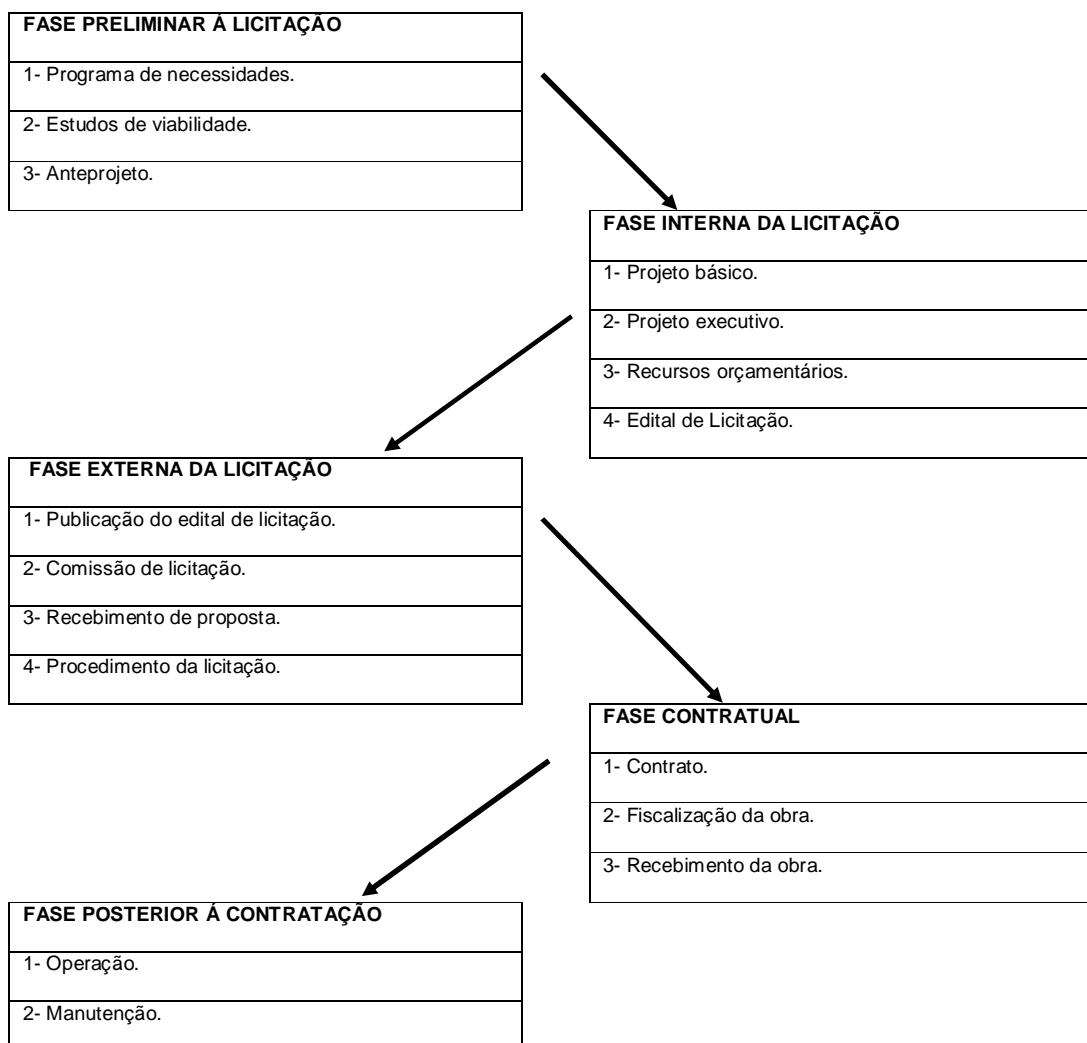 FASE PRELIMINAR Á LICITAÇÃO
1- Programa de necessidades.
2- Estudos de viabilidade.
3- Anteprojeto.
FASE INTERNA DA LICITAÇÃO
1- Projeto básico.
2- Projeto executivo.
3- Recursos orçamentários.
4- Edital de Licitação.
FASE EXTERNA DA LICITAÇÃO
1- Publicação do edital de licitação.
2- Comissão de licitação.
3- Recebimento de proposta.
4- Procedimento da licitação.
FASE CONTRATUAL
1- Contrato.
2- Fiscalização da obra.
3- Recebimento da obra.
FASE POSTERIOR Á CONTRATAÇÃO
1- Operação.
2- Manutenção.